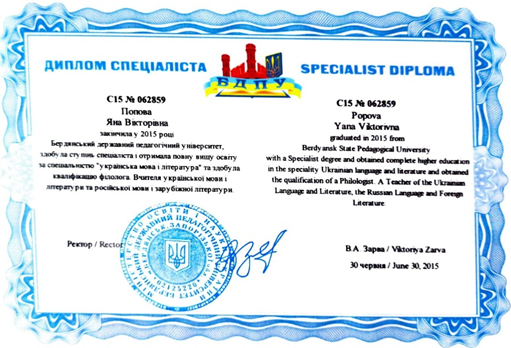 ДИПЛОМ СПЕЦІАЛІСТА
БДПУ
SPECIALIST DIPLOMA
С15 № 062859
Попова
Яна Вікторівна
закінчила у 2015 році
Бердянський державний педагогічний університет,
здобула ступінь спеціаліста і отримала повну вищу освіту
за спеціальністю "українська мова і література" та здобула
кваліфікацію філолога. Вчителя української мови і
літератури та російської мови і зарубіжної літератури.
С15 № 062859
Popova
Yana Viktorivna
graduated in 2015 from
Berdyansk State Pedagogical University
with a Specialist degree and obtained complete higher education
in the speciality Ukrainian language and literature and obtained
the qualification of a Philologist. A Teacher of the Ukrainian
Language and Literature, the Russian Language and Foreign
Literature.
Ректор / Rector
В.А. Зарва / Viktoriya Zarva
30 червня / June 30, 2015
02125220